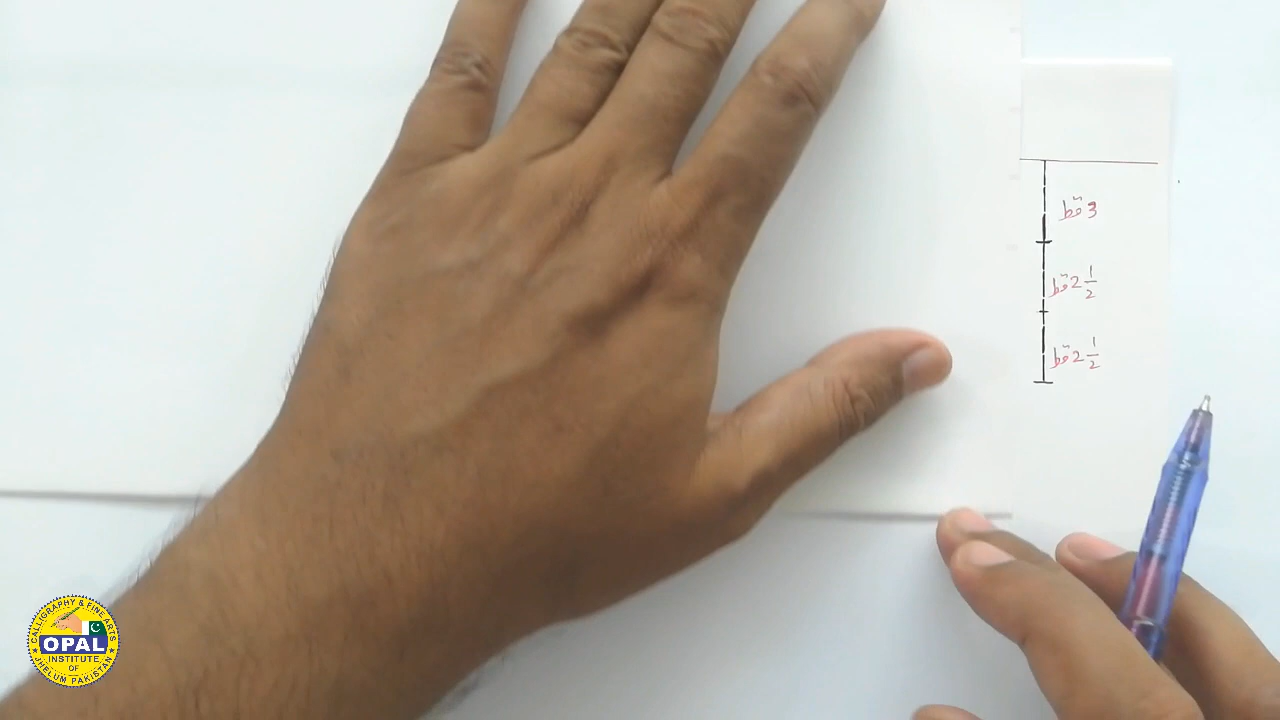 3 قط
2 1/2 قط
2 1/2 قط
CALLIGRAPHY & FINE ARTS
OPAL
INSTITUTE
OF
JHELUM PAKISTAN